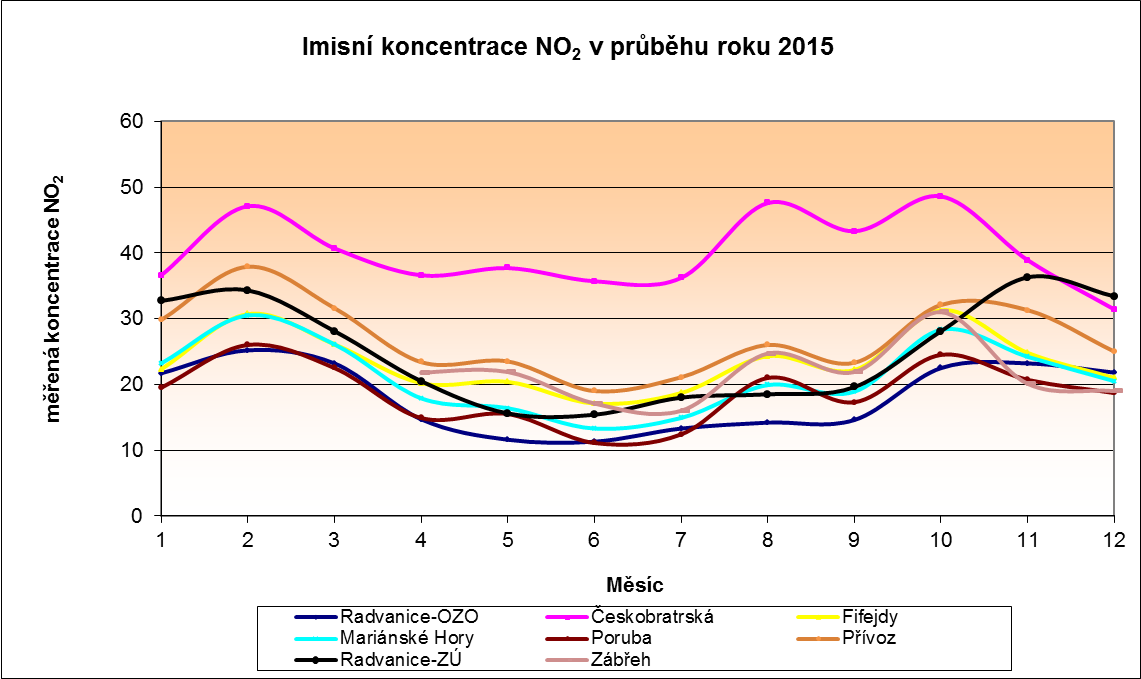 Imisní koncentrace NO₂ v průběhu roku 2015
měřená koncentrace NO₂
60
50
40
30
20
10
0
1 2 3 4 5 6 7 8 9 10 11 12
Měsíc
Radvanice-OZO Českobratrská Fifejdy
Mariánské Hory Poruba Přívoz
Radvanice-ZÚ Zábřeh